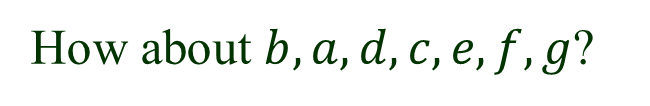 How about b, a, d, c, e, f, g?